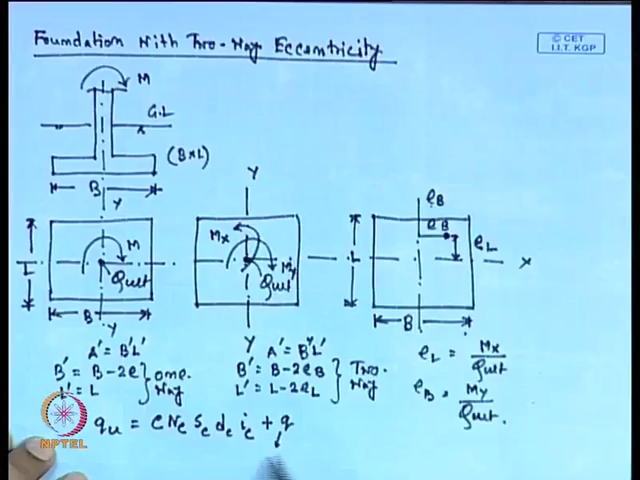 Foundation With Two-Way Eccentricity
© CET
I.I.T. KGP
M
G.L
(B×L)
B
Y
Y
eB
L
M
Qult
Mx
My
Qult
L
eB
eL
X
B
Y
Y
B
A' = B'L'
A' = B'L'
B' = B-2e } one
L' = L } Way
B' = B-2eB } Two-
L' = L-2eL } Way
eL = Mx / Qult
eB = My / Qult.
qu = c Nc Sc dc ic + q
NPTEL